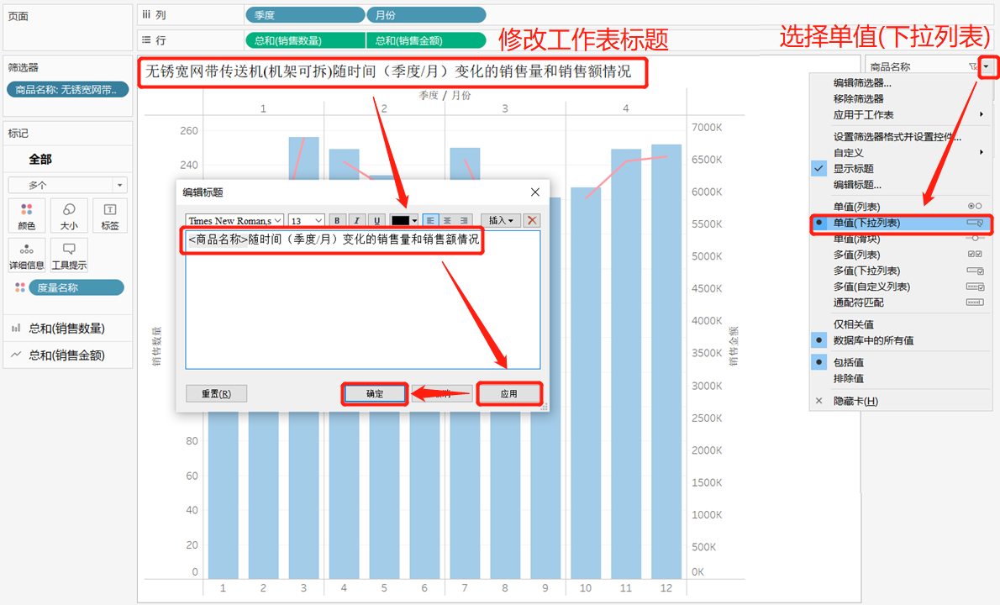 页面
iii 列
季度
月份
行
总和(销售数量)
总和(销售金额)
修改工作表标题
选择单值(下拉列表)
筛选器
商品名称: 无锈宽网带..
标记
全部
多个
颜色
大小
标签
详细信息
工具提示
度量名称
总和(销售数量)
总和(销售金额)
无锈宽网带传送机(机架可拆)随时间（季度/月）变化的销售量和销售额情况
季度 / 月份
1
2
3
4
260
240
80
60
40
20
0
销售数量
7000K
6500K
6000K
5500K
5000K
4500K
4000K
3500K
3000K
2500K
2000K
1500K
1000K
500K
0K
销售金额
1
2
3
4
5
6
7
8
9
10
11
12
编辑标题
Times New Roman,s
13
B
I
U
插入
<商品名称>随时间（季度/月）变化的销售量和销售额情况
重置(R)
确定
应用
商品名称
编辑筛选器...
移除筛选器
应用于工作表
设置筛选器格式并设置控件...
自定义
显示标题
编辑标题...
单值(列表)
单值(下拉列表)
单值(滑块)
多值(列表)
多值(下拉列表)
多值(自定义列表)
通配符匹配
仅相关值
数据库中的所有值
包括值
排除值
隐藏卡(H)